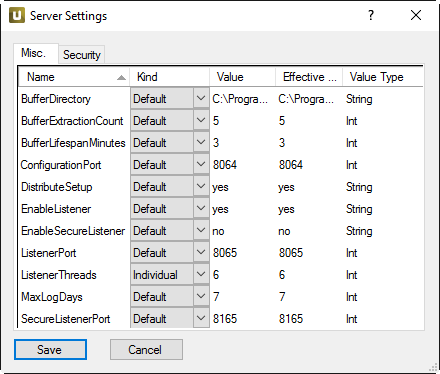 Server Settings
Misc. Security
Name Kind Value Effective ... Value Type
BufferDirectory Default C:\Progra... C:\Progra... String
BufferExtractionCount Default 5 5 Int
BufferLifespanMinutes Default 3 3 Int
ConfigurationPort Default 8064 8064 Int
DistributeSetup Default yes yes String
EnableListener Default yes yes String
EnableSecureListener Default no no String
ListenerPort Default 8065 8065 Int
ListenerThreads Individual 6 6 Int
MaxLogDays Default 7 7 Int
SecureListenerPort Default 8165 8165 Int
Save Cancel